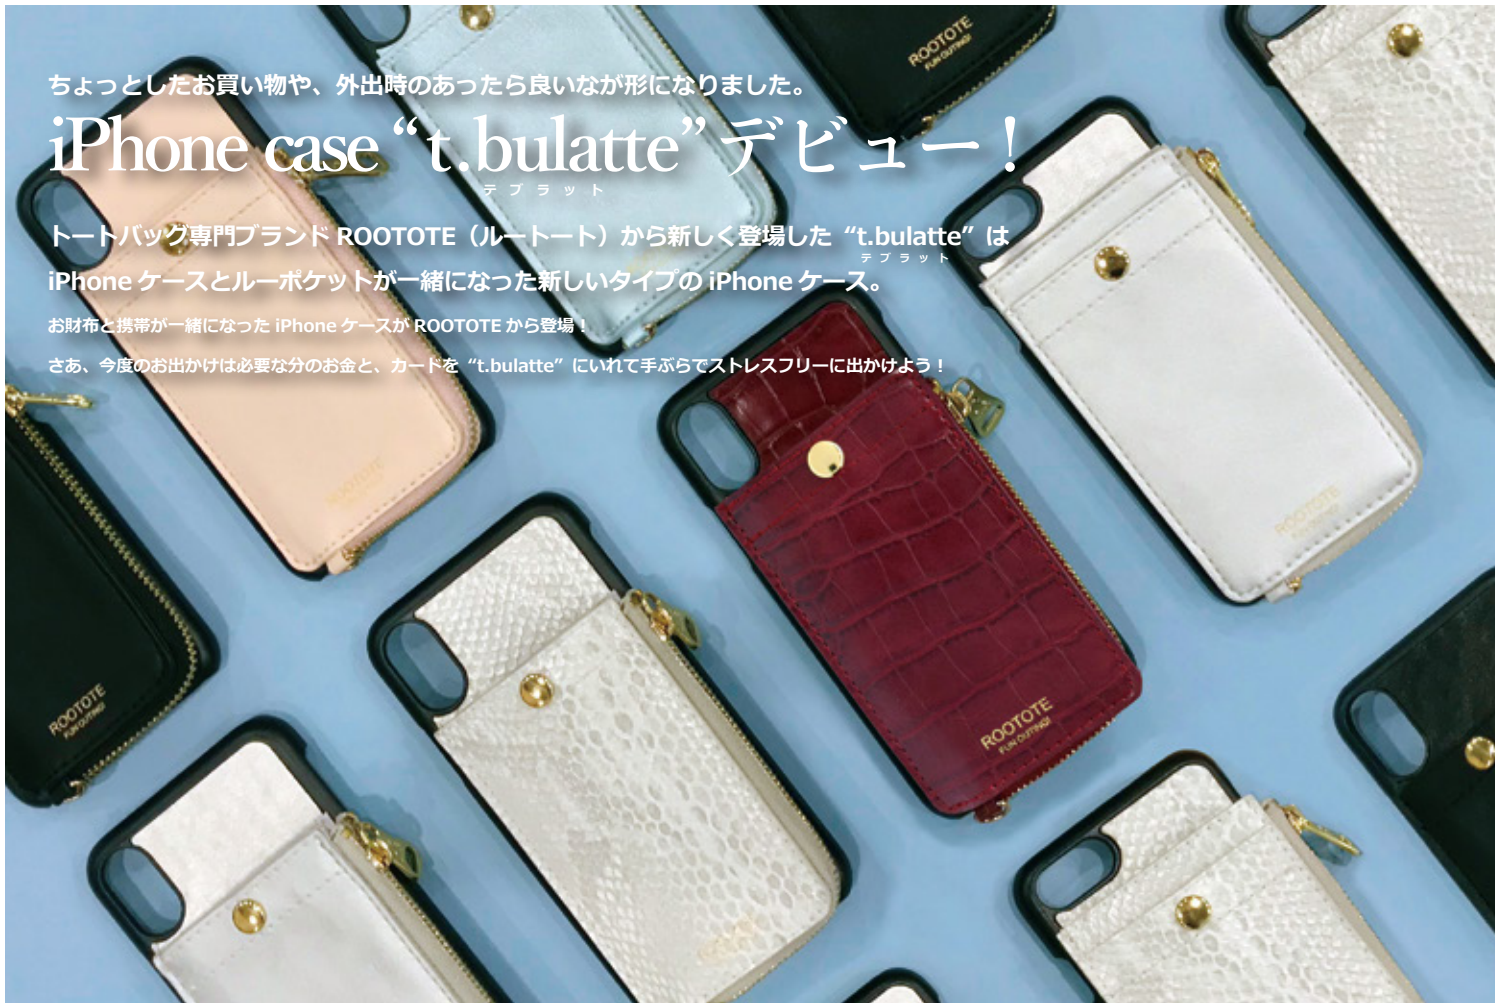 ちょっとしたお買い物や、外出時のあったら良いなが形になりました。
iPhone case “t.bulatte” デビュー！
テブラット
トートバッグ専門ブランド ROOTOTE（ルートート）から新しく登場した “t.bulatte” は
テブラット
iPhone ケースとルーポケットが一緒になった新しいタイプの iPhone ケース。
お財布と携帯が一緒になった iPhone ケースが ROOTOTE から登場！
さあ、今度のお出かけは必要な分のお金と、カードを “t.bulatte” にいれて手ぶらでストレスフリーに出かけよう！
ROOTOTE
FUN OUTING!
ROOTOTE
ROOTOTE
ROOTOTE
FUN OUTING!
ROOTOTE
FUN OUTING!